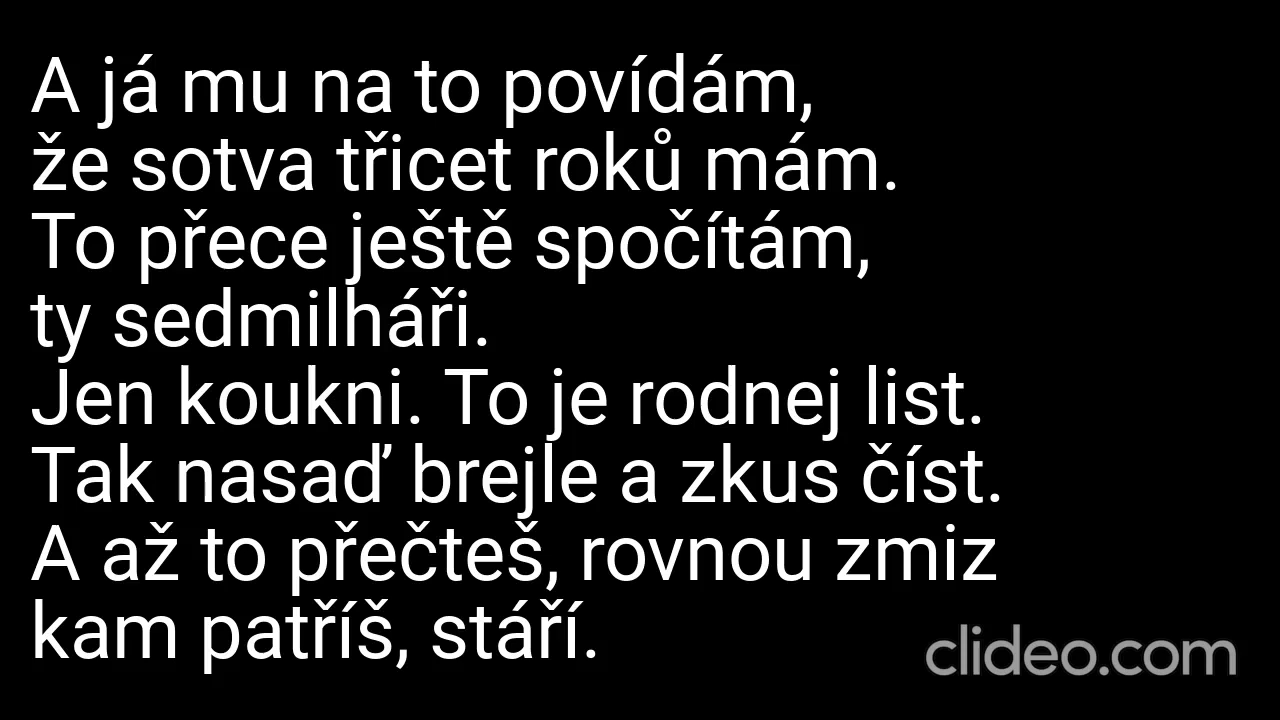 A já mu na to povídám,
že sotva třicet roků mám.
To přece ještě spočítám,
ty sedmilháři.
Jen koukni. To je rodnej list.
Tak nasaď brejle a zkus číst.
A až to přečteš, rovnou zmiz
kam patříš, stáří.
clideo.com